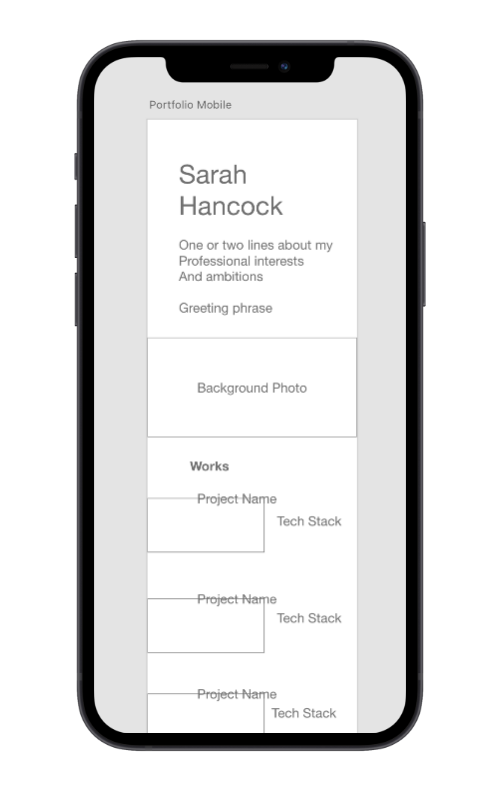 Portfolio Mobile
Sarah
Hancock
One or two lines about my
Professional interests
And ambitions
Greeting phrase
Background Photo
Works
Project Name
Tech Stack
Project Name
Tech Stack
Project Name
Tech Stack